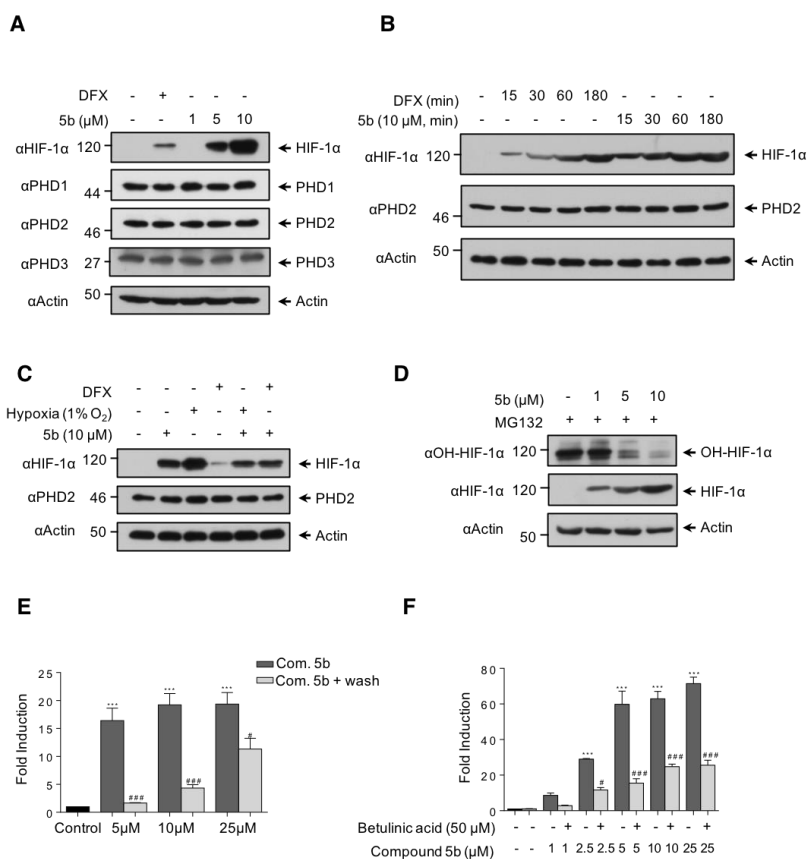 A
DFX - + - - -
5b (µM) - - 1 5 10
αHIF-1α 120 HIF-1α
αPHD1 44 PHD1
αPHD2 46 PHD2
αPHD3 27 PHD3
αActin 50 Actin
B
DFX (min) - 15 30 60 180 - - - -
5b (10 µM, min) - - - - - 15 30 60 180
αHIF-1α 120 HIF-1α
αPHD2 46 PHD2
αActin 50 Actin
C
DFX - - - + - +
Hypoxia (1% O₂) - - + - + -
5b (10 µM) - + - - + +
αHIF-1α 120 HIF-1α
αPHD2 46 PHD2
αActin 50 Actin
D
5b (µM) - 1 5 10
MG132 + + + +
αOH-HIF-1α 120 OH-HIF-1α
αHIF-1α 120 HIF-1α
αActin 50 Actin
E
Com. 5b
Com. 5b + wash
Fold Induction
25
20
15
10
5
0
*** *** ***
### ### #
Control 5µM 10µM 25µM
F
Fold Induction
80
60
40
20
0
*** *** *** ***
# ### ### ###
Betulinic acid (50 µM) - - - + - + - + - + - +
Compound 5b (µM) - - 1 1 2.5 2.5 5 5 10 10 25 25